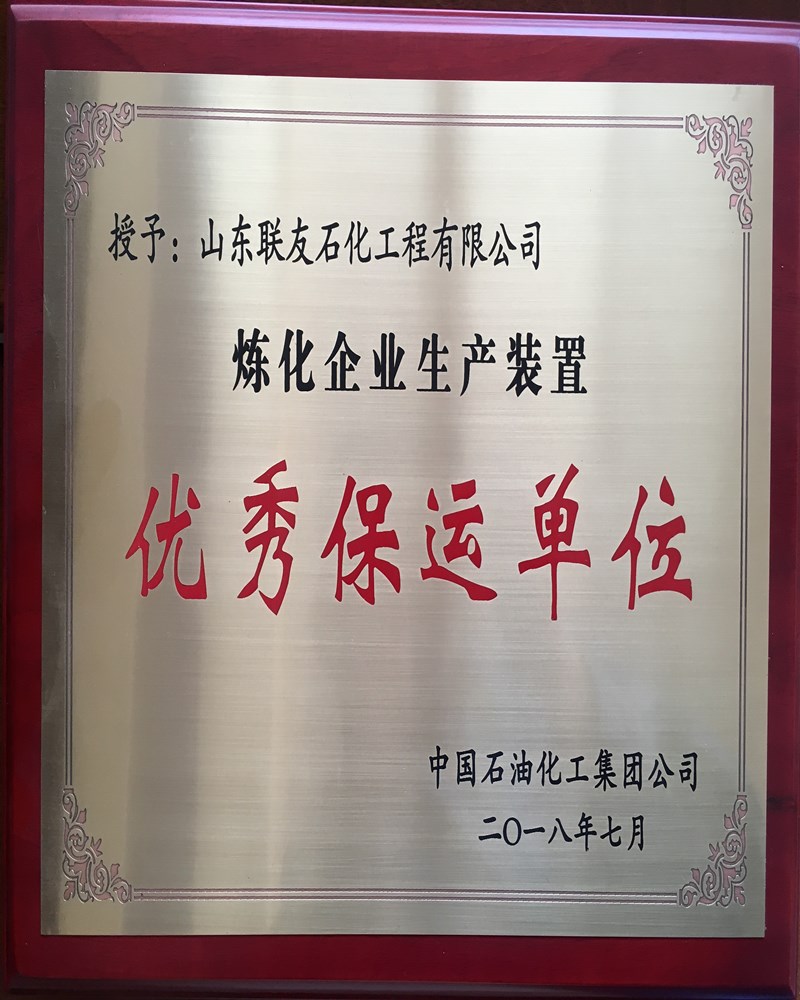 授予：山东联友石化工程有限公司
炼化企业生产装置
优秀保运单位
中国石油化工集团公司
二〇一八年七月